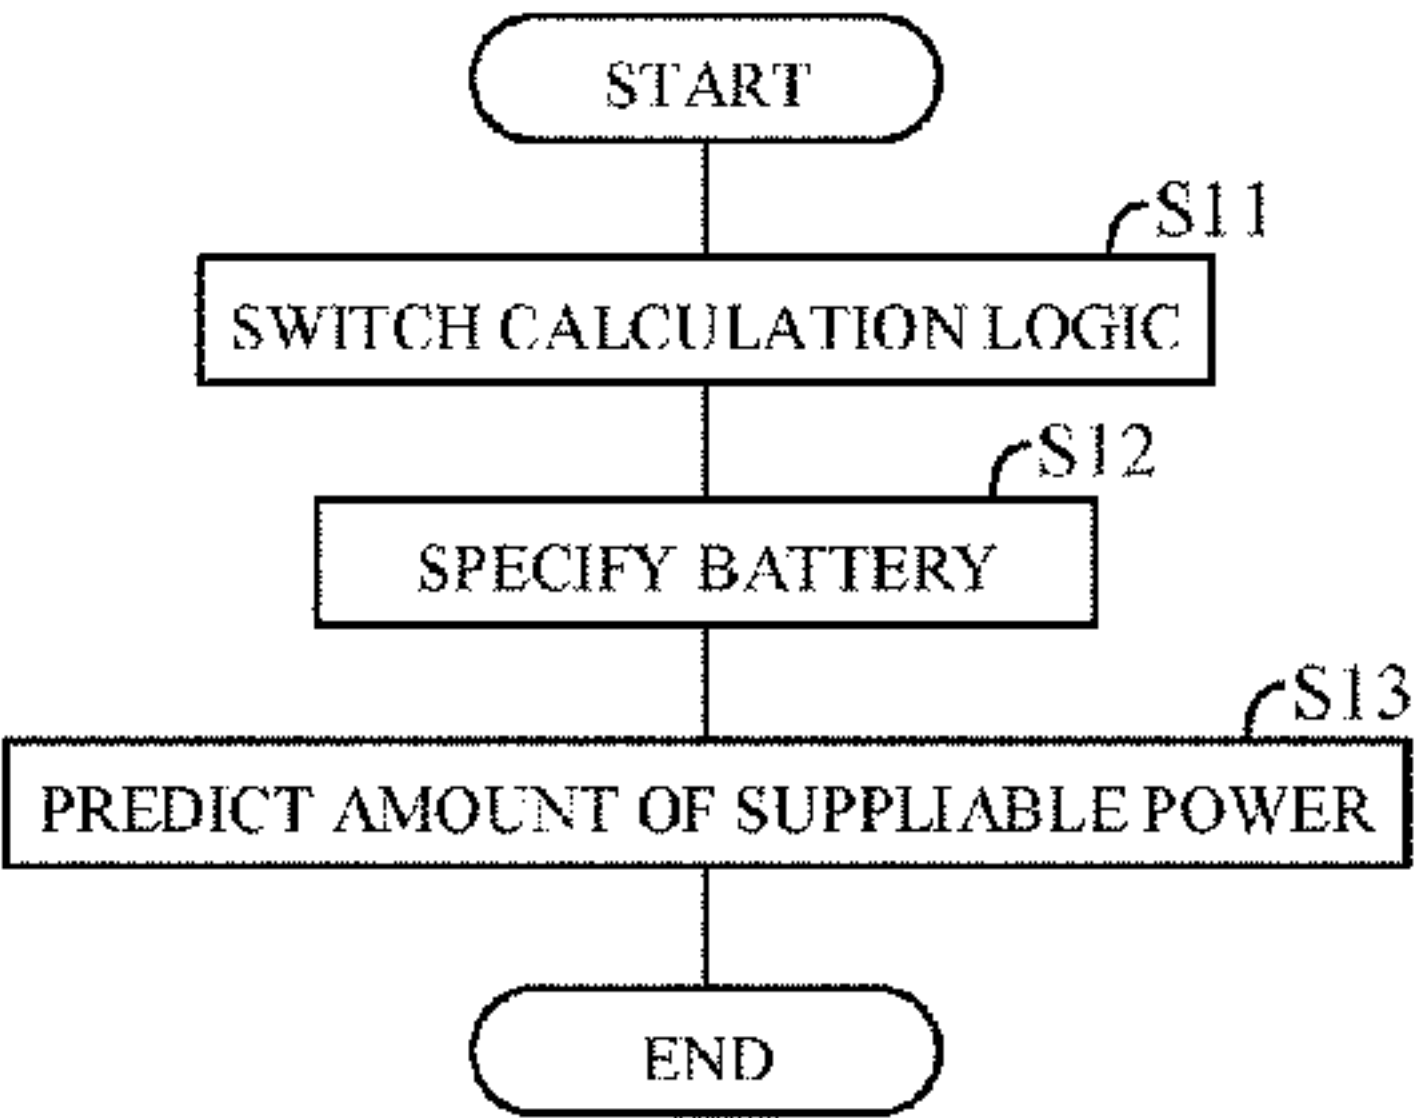 START
S11
SWITCH CALCULATION LOGIC
S12
SPECIFY BATTERY
S13
PREDICT AMOUNT OF SUPPLIABLE POWER
END